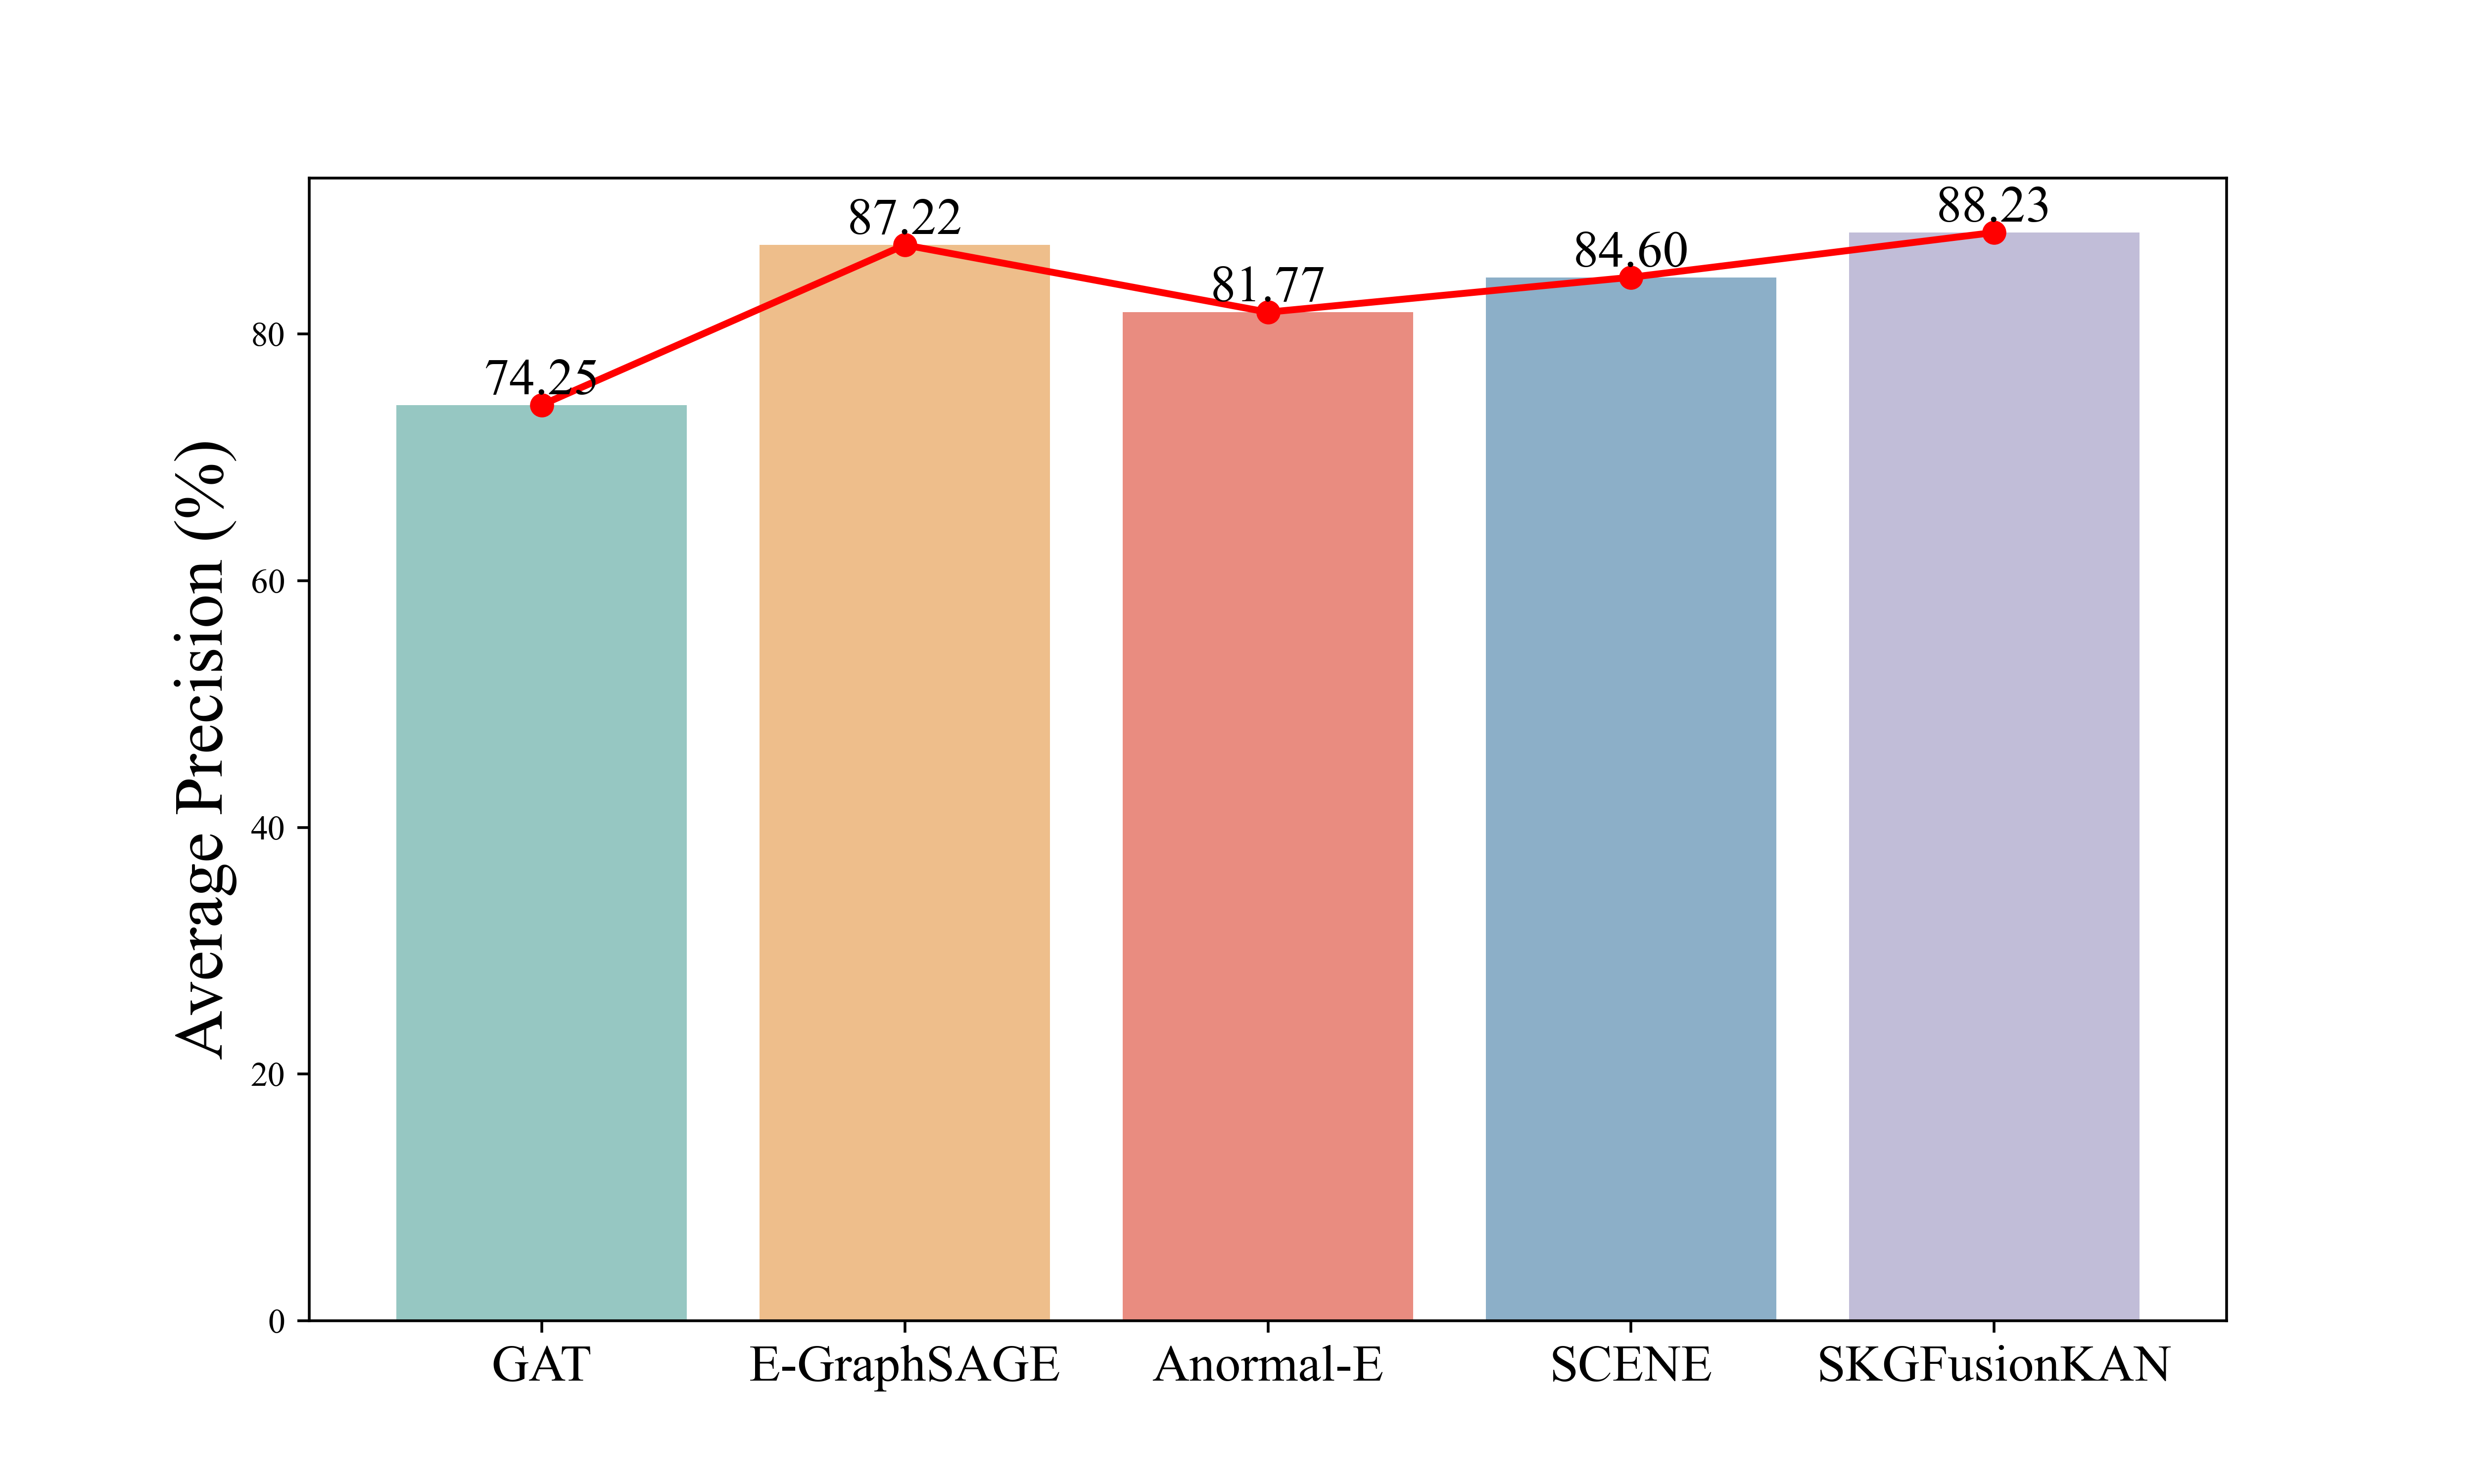 88.23
87.22
84.60
81.77
80
74.25
60
40
20
0
Average Precision (%)
GAT
E-GraphSAGE
Anormal-E
SCENE
SKGFusionKAN